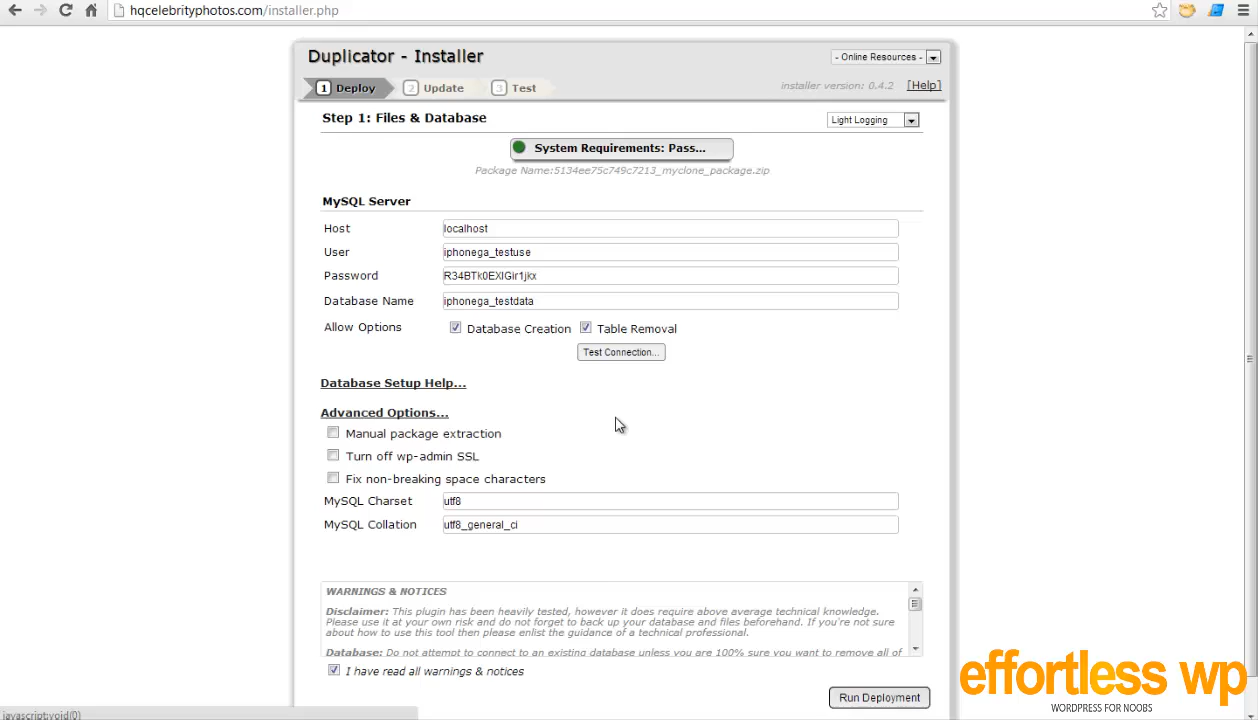 hqcelebrityphotos.com/installer.php
Duplicator - Installer
- Online Resources -
1 Deploy
2 Update
3 Test
installer version: 0.4.2
[Help]
Step 1: Files & Database
Light Logging
System Requirements: Pass...
Package Name:5134ee75c749c7213_myclone_package.zip
MySQL Server
Host
localhost
User
iphonega_testuse
Password
R34BTk0EXlGir1jkx
Database Name
iphonega_testdata
Allow Options
Database Creation
Table Removal
Test Connection...
Database Setup Help...
Advanced Options...
Manual package extraction
Turn off wp-admin SSL
Fix non-breaking space characters
MySQL Charset
utf8
MySQL Collation
utf8_general_ci
WARNINGS & NOTICES
Disclaimer: This plugin has been heavily tested, however it does require above average technical knowledge.
Please use it at your own risk and do not forget to back up your database and files beforehand. If you're not sure
about how to use this tool then please enlist the guidance of a technical professional.
Database: Do not attempt to connect to an existing database unless you are 100% sure you want to remove all of
I have read all warnings & notices
Run Deployment
effortless wp
WORDPRESS FOR NOOBS
javascript:void(0)